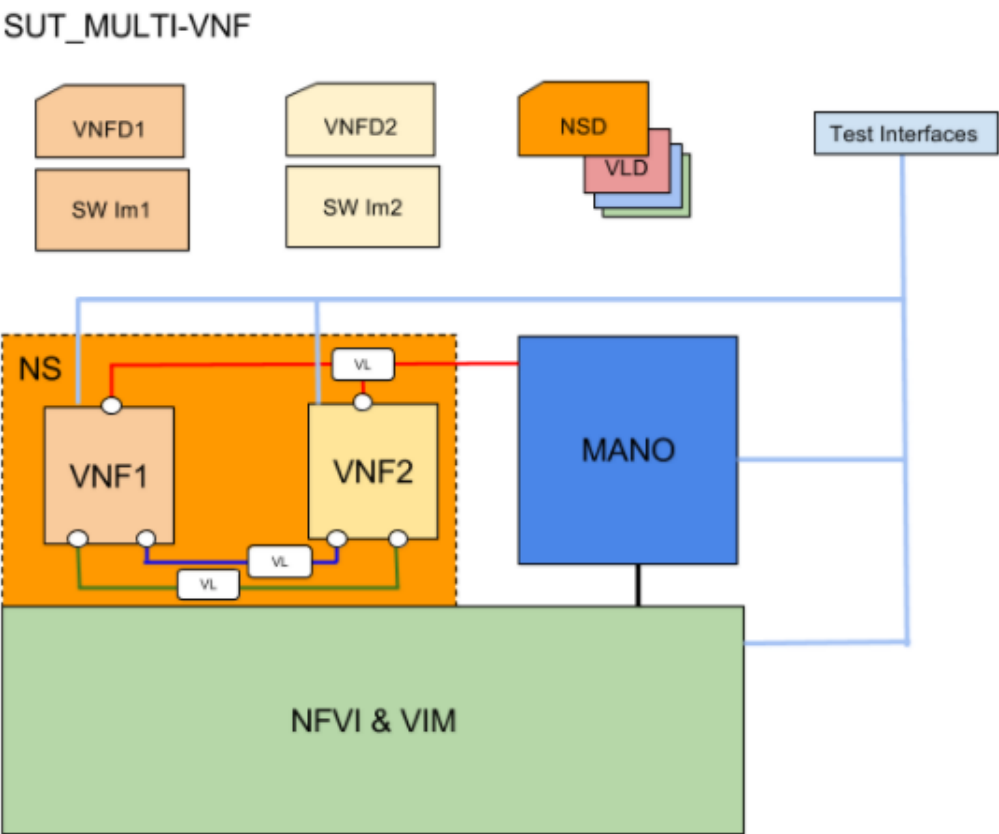 SUT_MULTI-VNF
VNFD1
VNFD2
NSD
Test Interfaces
VLD
SW Im1
SW Im2
NS
VL
VNF1
VNF2
MANO
VL
VL
NFVI & VIM